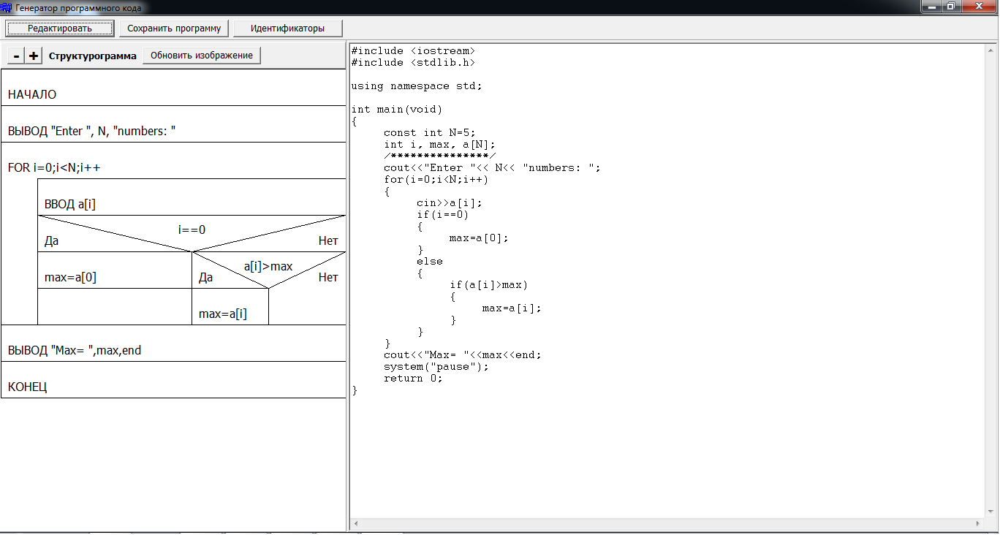 Генератор программного кода
Редактировать Сохранить программу Идентификаторы
- + Структурограмма Обновить изображение
НАЧАЛО
ВЫВОД "Enter ", N, "numbers: "
FOR i=0;i<N;i++
ВВОД a[i]
i==0
Да Нет
a[i]>max
max=a[0] Да Нет
max=a[i]
ВЫВОД "Max= ",max,end
КОНЕЦ
#include <iostream>
#include <stdlib.h>
using namespace std;
int main(void)
{
const int N=5;
int i, max, a[N];
/***************/
cout<<"Enter "<< N<< "numbers: ";
for(i=0;i<N;i++)
{
cin>>a[i];
if(i==0)
{
max=a[0];
}
else
{
if(a[i]>max)
{
max=a[i];
}
}
}
cout<<"Max= "<<max<<end;
system("pause");
return 0;
}